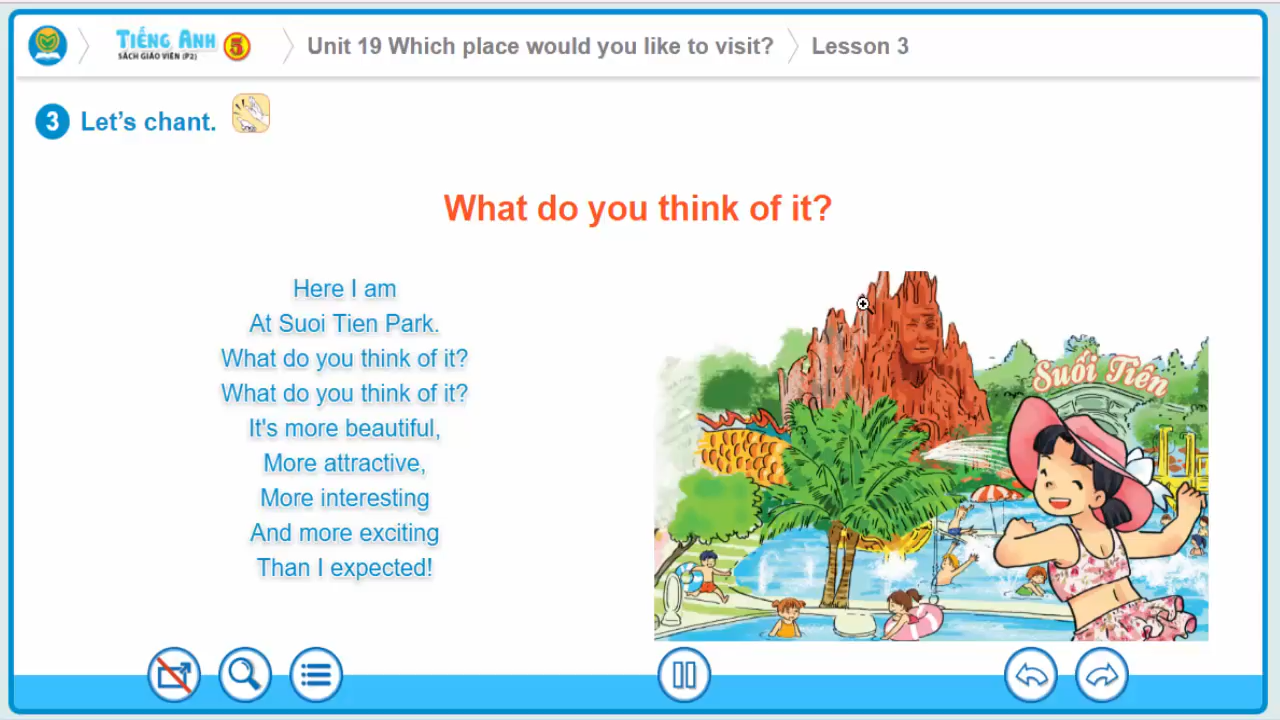 TIẾNG ANH 5
SÁCH GIÁO VIÊN (P2)
Unit 19 Which place would you like to visit?
Lesson 3
3 Let’s chant.
What do you think of it?
Here I am
At Suoi Tien Park.
What do you think of it?
What do you think of it?
It's more beautiful,
More attractive,
More interesting
And more exciting
Than I expected!
Suối Tiên